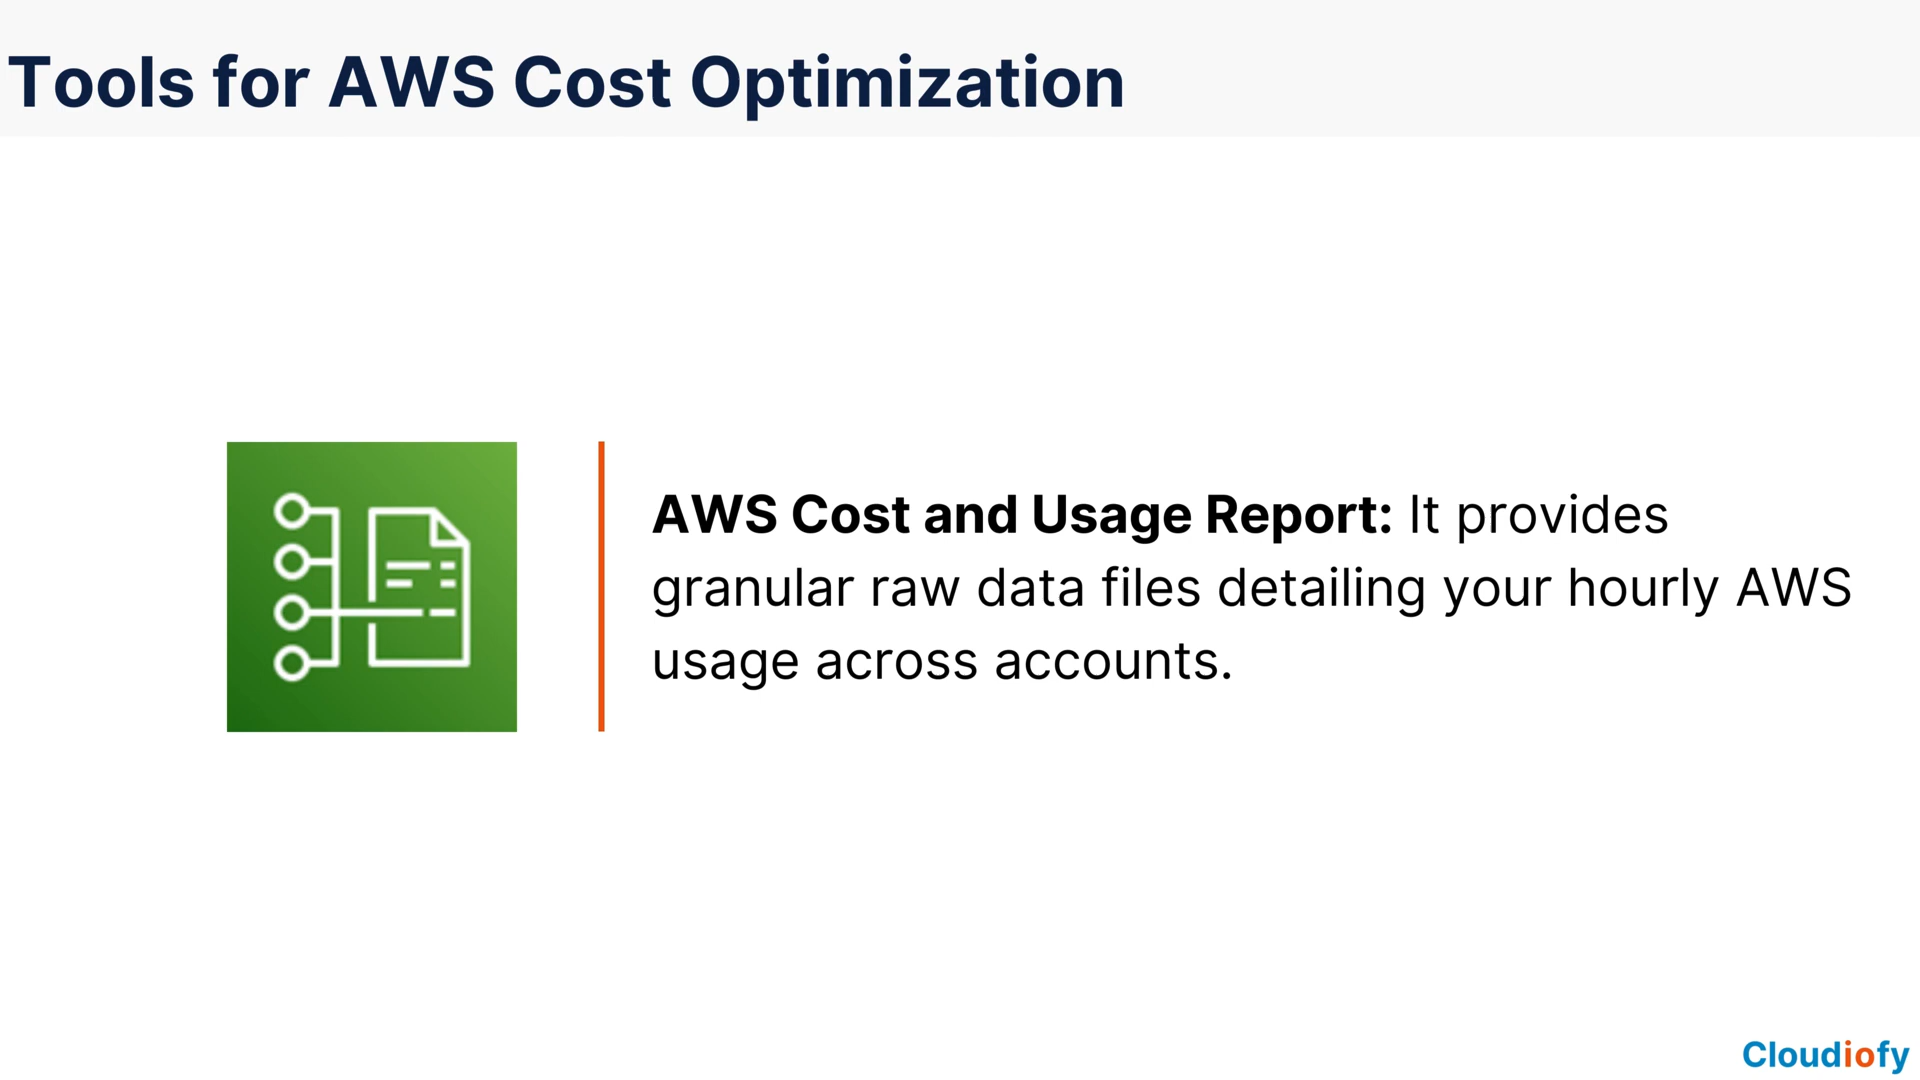 Tools for AWS Cost Optimization
AWS Cost and Usage Report: It provides
granular raw data files detailing your hourly AWS
usage across accounts.
Cloudiofy